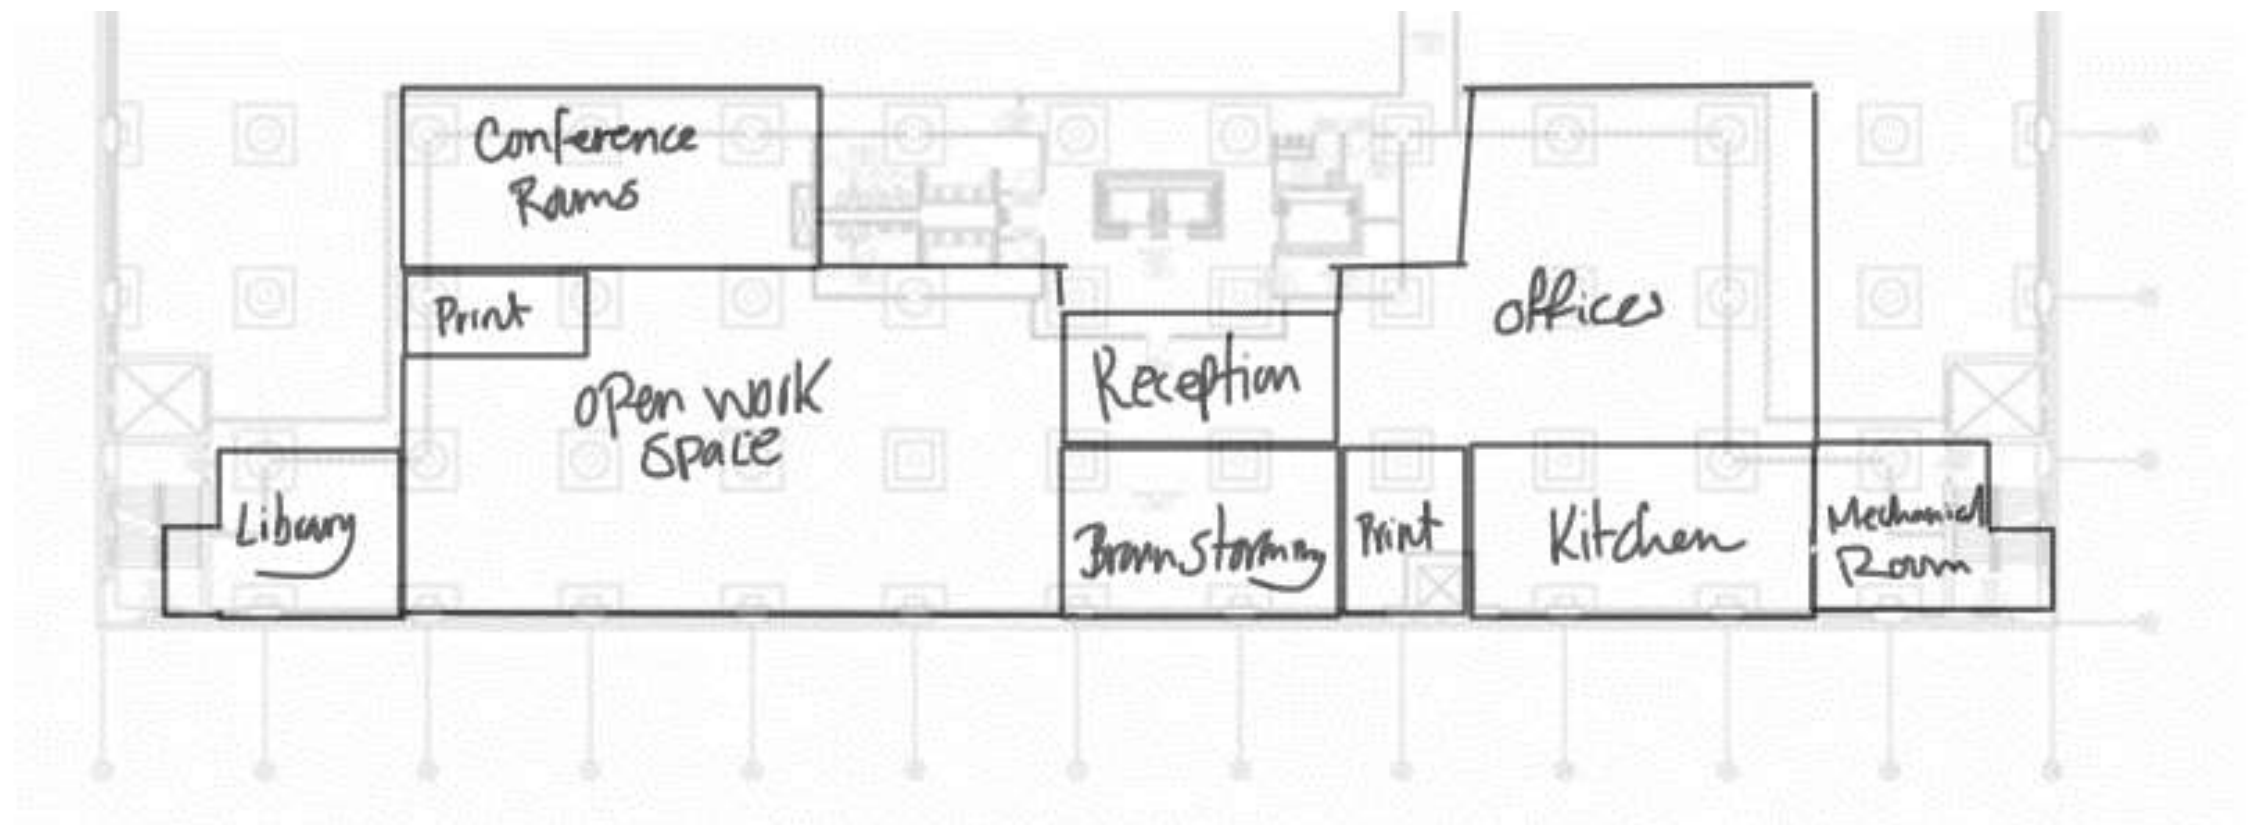 Conference
Rooms
Print
open work
space
Reception
offices
Library
Brainstorming
Print
Kitchen
Mechanical
Room